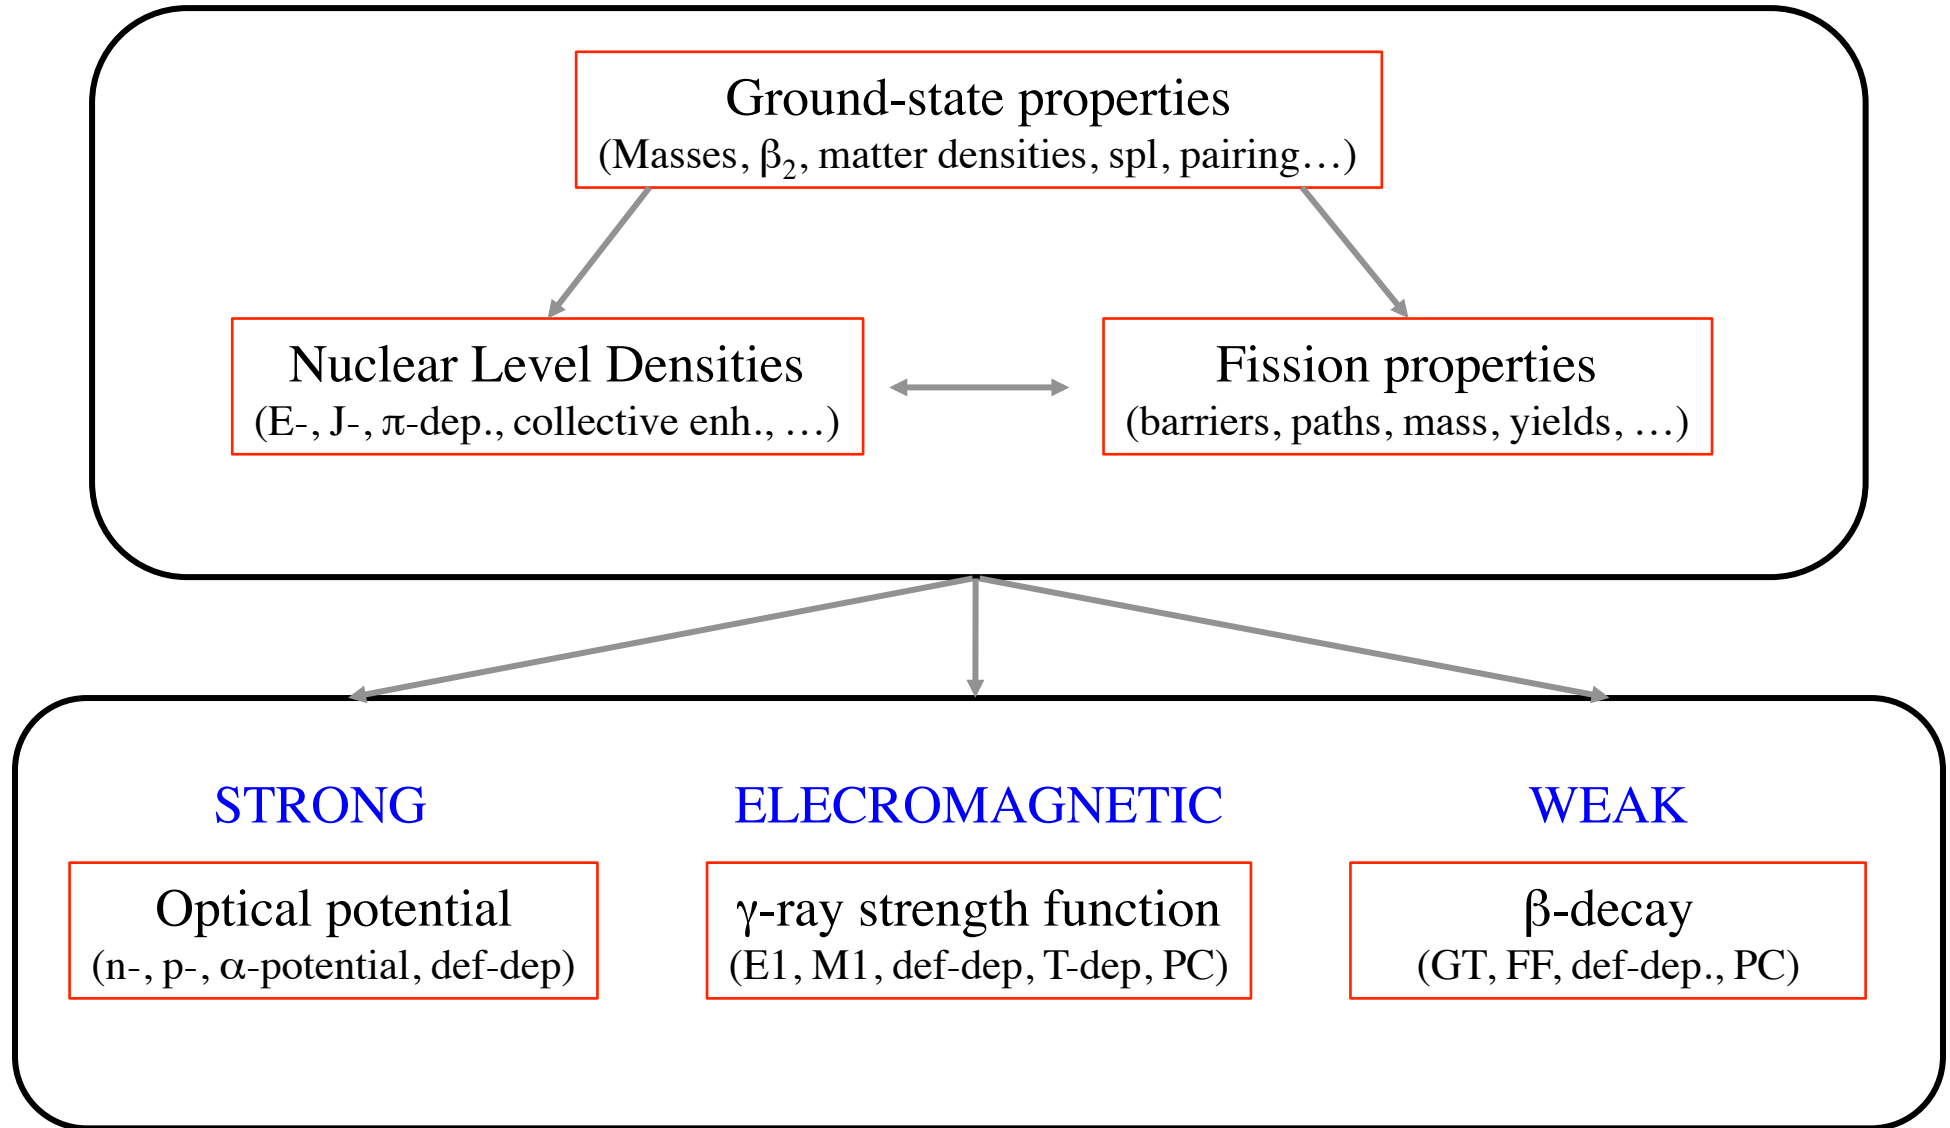 Ground-state properties
(Masses, β₂, matter densities, spl, pairing…)
Nuclear Level Densities
(E-, J-, π-dep., collective enh., …)
Fission properties
(barriers, paths, mass, yields, …)
STRONG
ELECROMAGNETIC
WEAK
Optical potential
(n-, p-, α-potential, def-dep)
γ-ray strength function
(E1, M1, def-dep, T-dep, PC)
β-decay
(GT, FF, def-dep., PC)